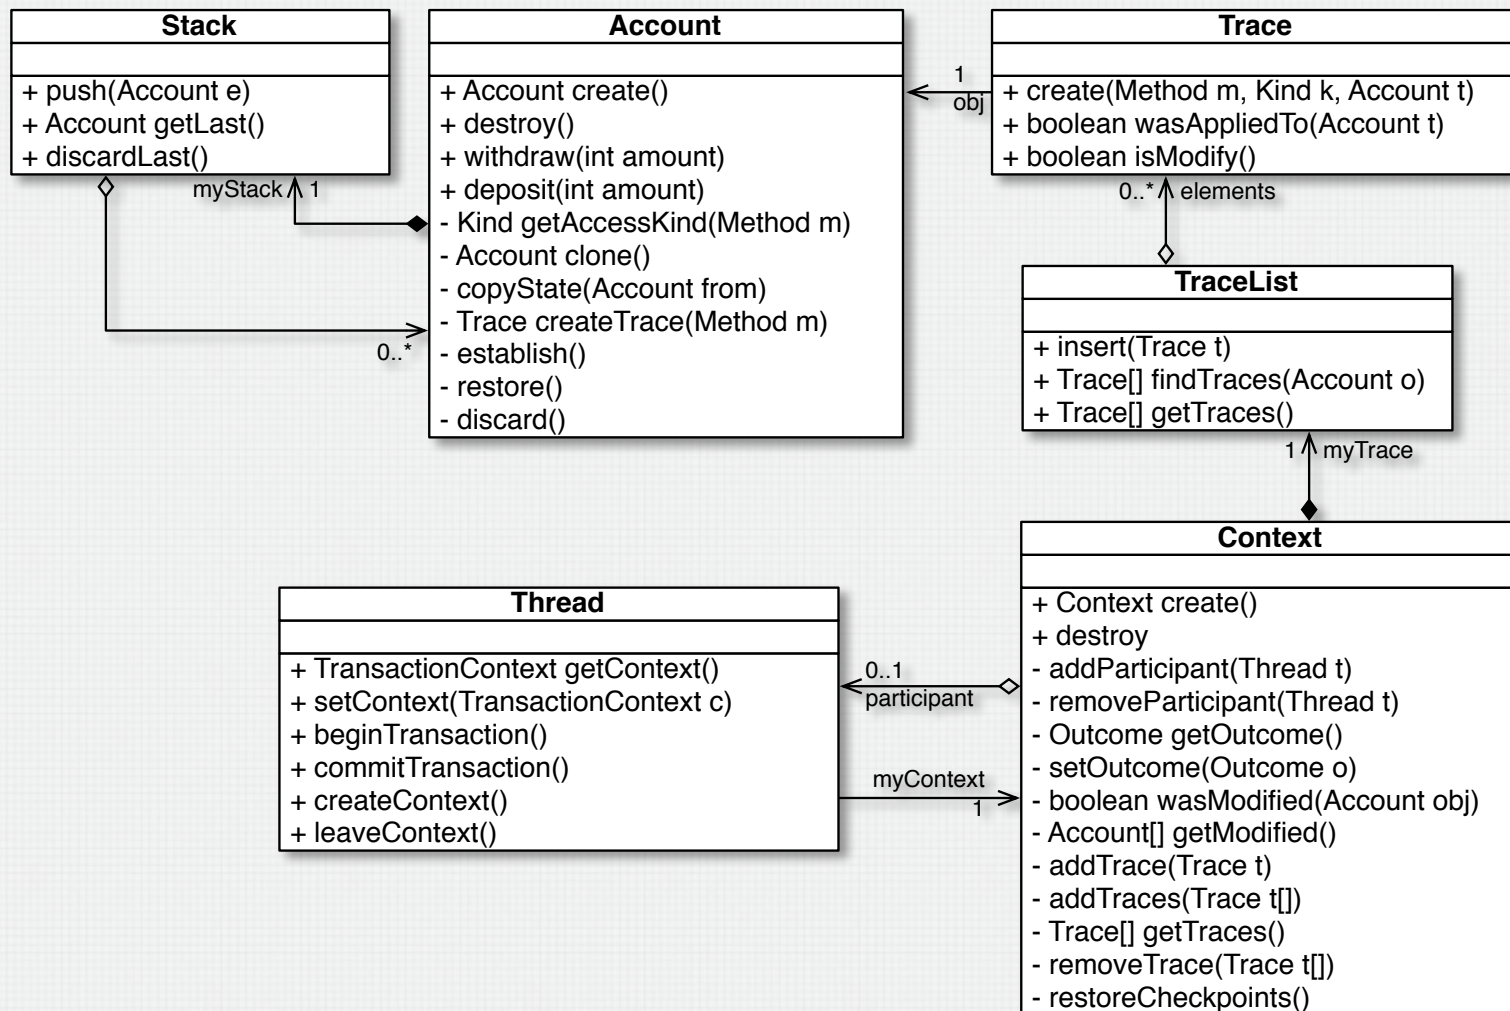 Stack
+ push(Account e)
+ Account getLast()
+ discardLast()
myStack
1
0..*
Account
+ Account create()
+ destroy()
+ withdraw(int amount)
+ deposit(int amount)
- Kind getAccessKind(Method m)
- Account clone()
- copyState(Account from)
- Trace createTrace(Method m)
- establish()
- restore()
- discard()
1
obj
Trace
+ create(Method m, Kind k, Account t)
+ boolean wasAppliedTo(Account t)
+ boolean isModify()
0..*
elements
TraceList
+ insert(Trace t)
+ Trace[] findTraces(Account o)
+ Trace[] getTraces()
1
myTrace
Thread
+ TransactionContext getContext()
+ setContext(TransactionContext c)
+ beginTransaction()
+ commitTransaction()
+ createContext()
+ leaveContext()
0..1
participant
myContext
1
Context
+ Context create()
+ destroy
- addParticipant(Thread t)
- removeParticipant(Thread t)
- Outcome getOutcome()
- setOutcome(Outcome o)
- boolean wasModified(Account obj)
- Account[] getModified()
- addTrace(Trace t)
- addTraces(Trace t[])
- Trace[] getTraces()
- removeTrace(Trace t[])
- restoreCheckpoints()